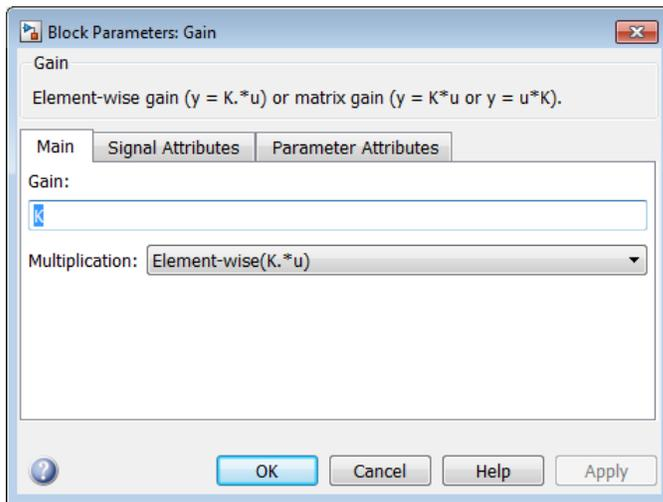 Block Parameters: Gain
Gain
Element-wise gain (y = K.*u) or matrix gain (y = K*u or y = u*K).
Main Signal Attributes Parameter Attributes
Gain:
K
Multiplication: Element-wise(K.*u)
? OK Cancel Help Apply